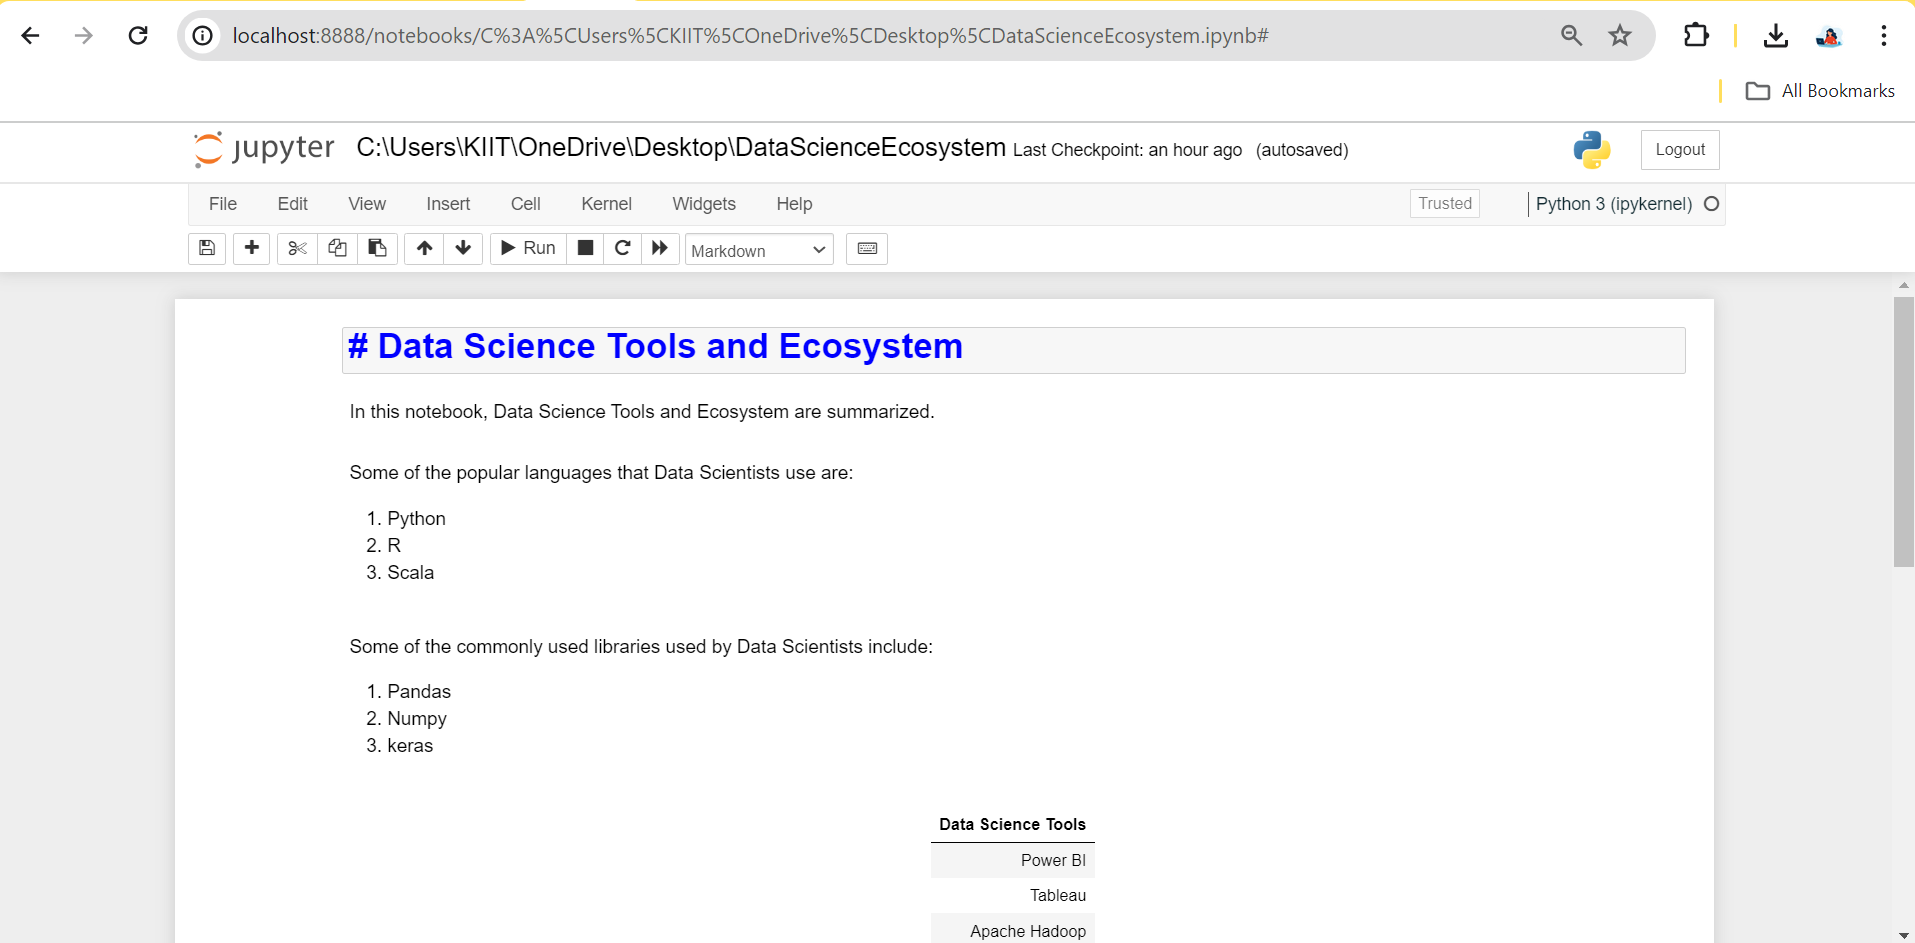 localhost:8888/notebooks/C%3A%5CUsers%5CKIIT%5COneDrive%5CDesktop%5CDataScienceEcosystem.ipynb#
All Bookmarks
jupyter C:\Users\KIIT\OneDrive\Desktop\DataScienceEcosystem Last Checkpoint: an hour ago (autosaved) Logout
File Edit View Insert Cell Kernel Widgets Help Trusted Python 3 (ipykernel)
Run Markdown
# Data Science Tools and Ecosystem
In this notebook, Data Science Tools and Ecosystem are summarized.
Some of the popular languages that Data Scientists use are:
1. Python
2. R
3. Scala
Some of the commonly used libraries used by Data Scientists include:
1. Pandas
2. Numpy
3. keras
Data Science Tools
Power BI
Tableau
Apache Hadoop